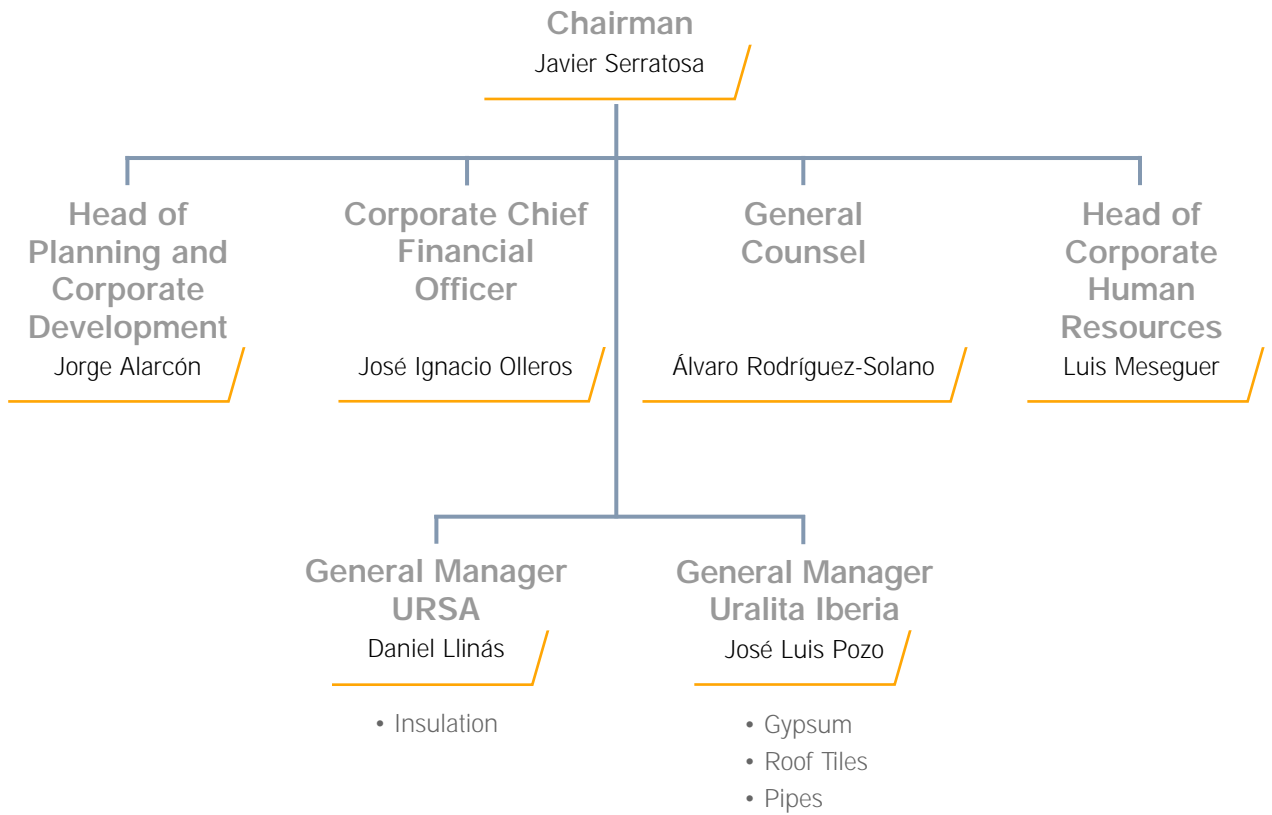 Chairman
Javier Serratosa
Head of
Planning and
Corporate
Development
Jorge Alarcón
Corporate Chief
Financial
Officer
José Ignacio Olleros
General
Counsel
Álvaro Rodríguez-Solano
Head of
Corporate
Human
Resources
Luis Meseguer
General Manager
URSA
Daniel Llinás
• Insulation
General Manager
Uralita Iberia
José Luis Pozo
• Gypsum
• Roof Tiles
• Pipes